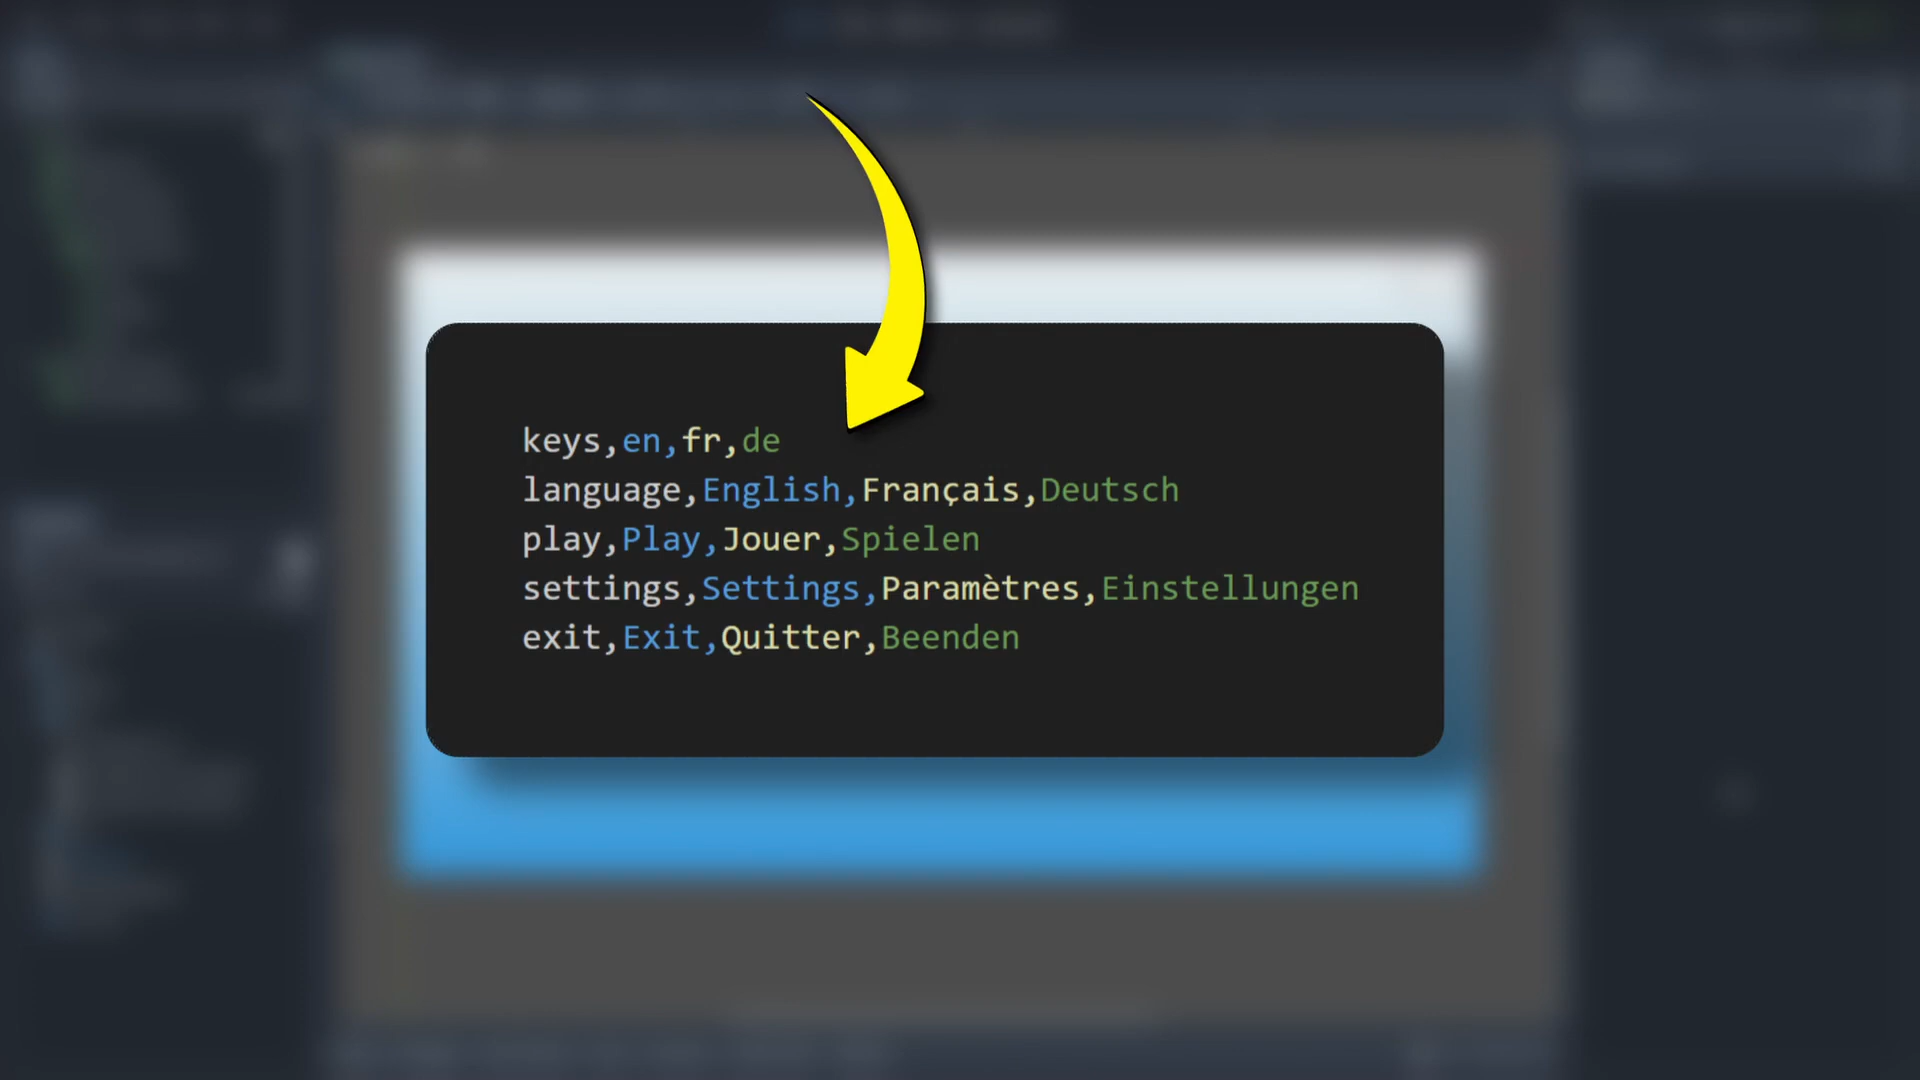 keys,en,fr,de
language,English,Français,Deutsch
play,Play,Jouer,Spielen
settings,Settings,Paramètres,Einstellungen
exit,Exit,Quitter,Beenden